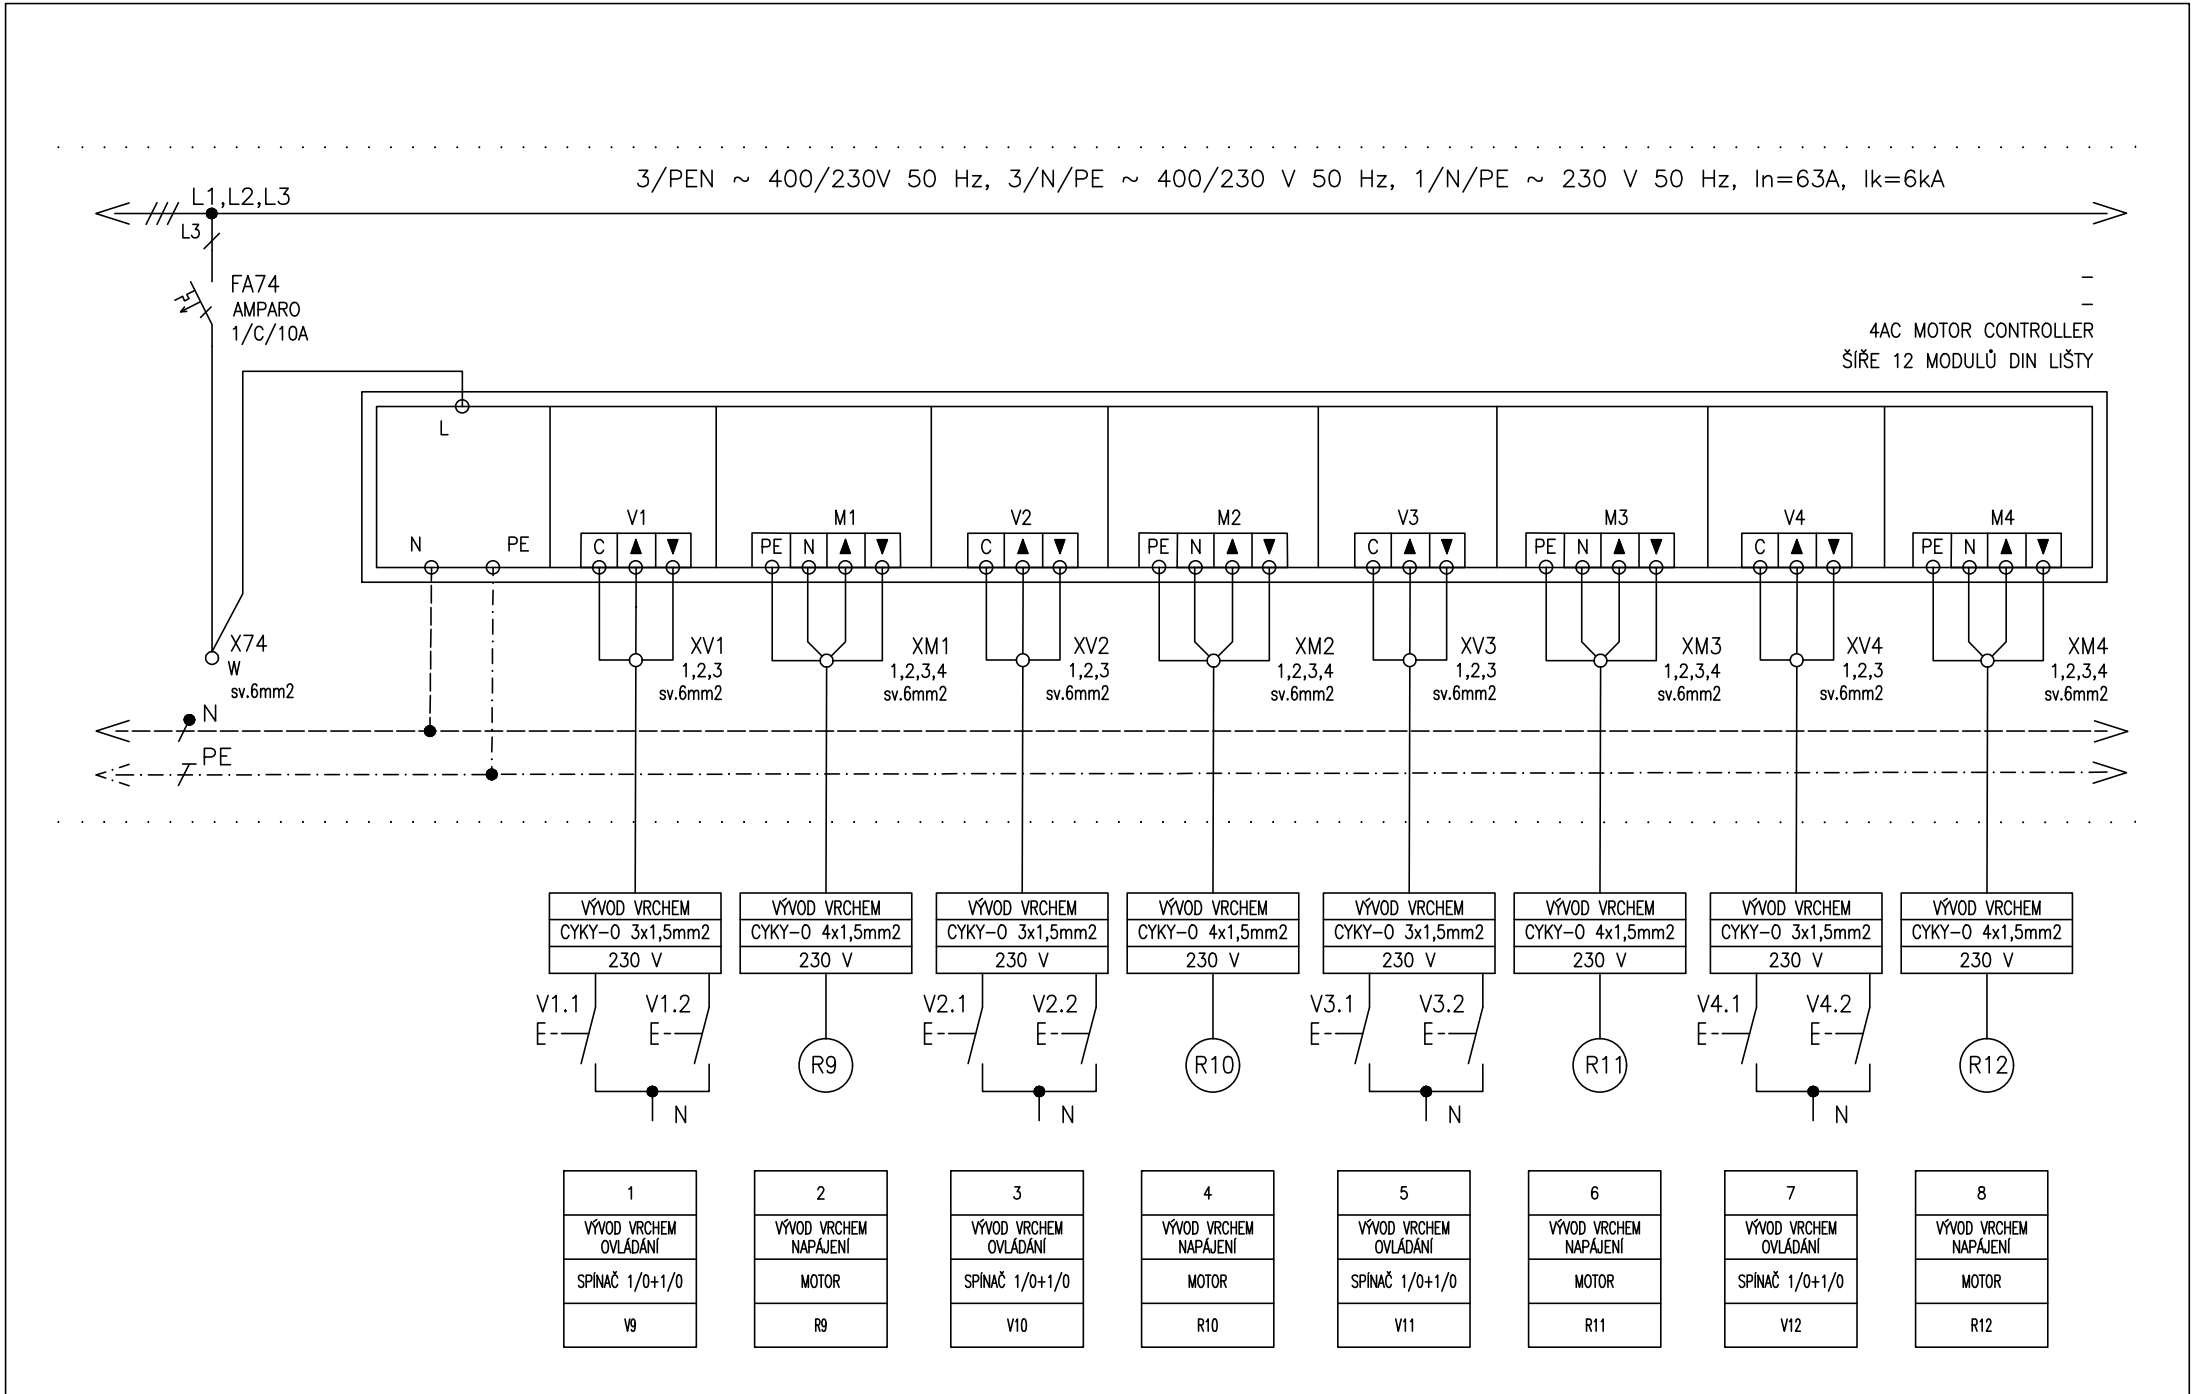 3/PEN ~ 400/230V 50 Hz, 3/N/PE ~ 400/230 V 50 Hz, 1/N/PE ~ 230 V 50 Hz, In=63A, Ik=6kA
L1,L2,L3
L3
FA74
AMPARO
1/C/10A
–
–
4AC MOTOR CONTROLLER
ŠÍŘE 12 MODULŮ DIN LIŠTY
L
V1 M1 V2 M2 V3 M3 V4 M4
N PE C ▲ ▼ PE N ▲ ▼ C ▲ ▼ PE N ▲ ▼ C ▲ ▼ PE N ▲ ▼ C ▲ ▼ PE N ▲ ▼
X74
W
sv.6mm2
XV1
1,2,3
sv.6mm2
XM1
1,2,3,4
sv.6mm2
XV2
1,2,3
sv.6mm2
XM2
1,2,3,4
sv.6mm2
XV3
1,2,3
sv.6mm2
XM3
1,2,3,4
sv.6mm2
XV4
1,2,3
sv.6mm2
XM4
1,2,3,4
sv.6mm2
N
PE
VÝVOD VRCHEM
CYKY-O 3x1,5mm2
230 V
VÝVOD VRCHEM
CYKY-O 4x1,5mm2
230 V
VÝVOD VRCHEM
CYKY-O 3x1,5mm2
230 V
VÝVOD VRCHEM
CYKY-O 4x1,5mm2
230 V
VÝVOD VRCHEM
CYKY-O 3x1,5mm2
230 V
VÝVOD VRCHEM
CYKY-O 4x1,5mm2
230 V
VÝVOD VRCHEM
CYKY-O 3x1,5mm2
230 V
VÝVOD VRCHEM
CYKY-O 4x1,5mm2
230 V
V1.1 V1.2 V2.1 V2.2 V3.1 V3.2 V4.1 V4.2
R9 R10 R11 R12
N N N N
1
VÝVOD VRCHEM
OVLÁDÁNÍ
SPÍNAČ 1/0+1/0
V9
2
VÝVOD VRCHEM
NAPÁJENÍ
MOTOR
R9
3
VÝVOD VRCHEM
OVLÁDÁNÍ
SPÍNAČ 1/0+1/0
V10
4
VÝVOD VRCHEM
NAPÁJENÍ
MOTOR
R10
5
VÝVOD VRCHEM
OVLÁDÁNÍ
SPÍNAČ 1/0+1/0
V11
6
VÝVOD VRCHEM
NAPÁJENÍ
MOTOR
R11
7
VÝVOD VRCHEM
OVLÁDÁNÍ
SPÍNAČ 1/0+1/0
V12
8
VÝVOD VRCHEM
NAPÁJENÍ
MOTOR
R12